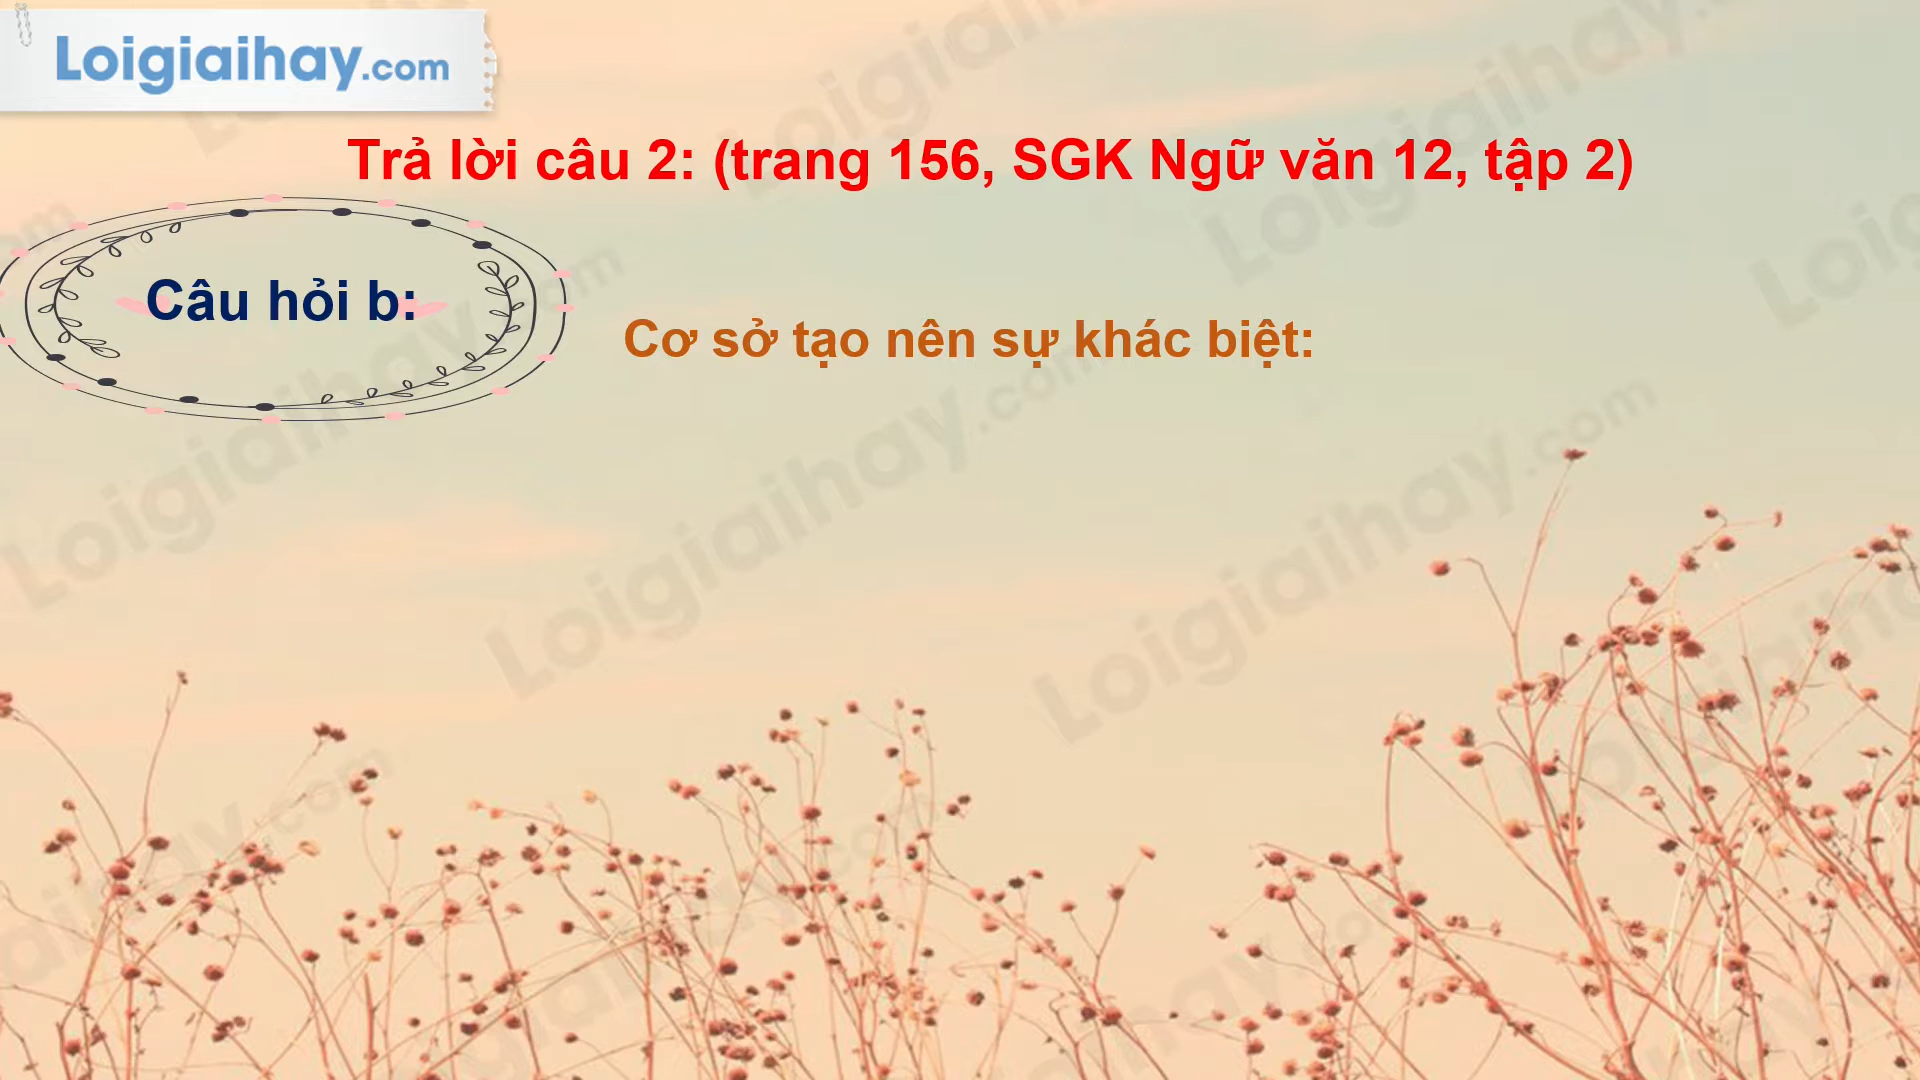 Loigiaihay.com
Trả lời câu 2: (trang 156, SGK Ngữ văn 12, tập 2)
Câu hỏi b:
Cơ sở tạo nên sự khác biệt: